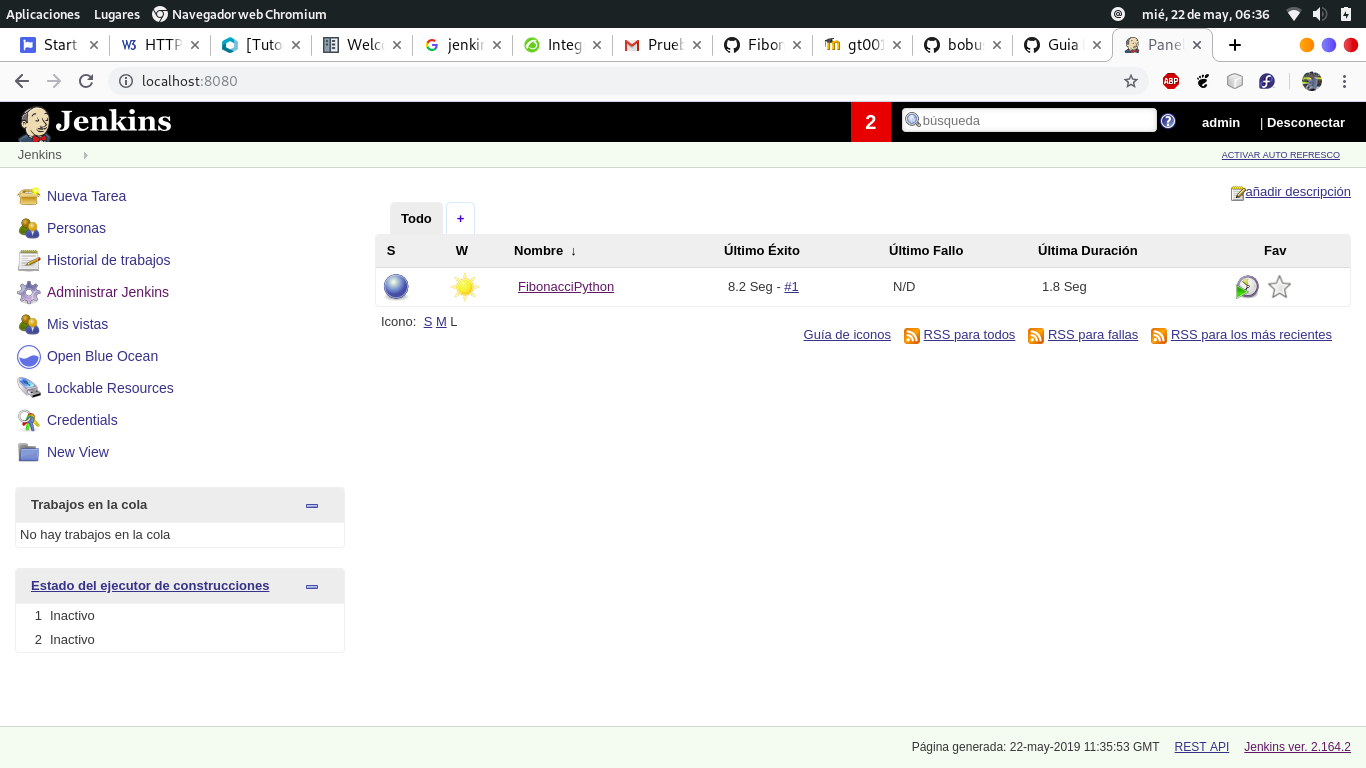 Aplicaciones Lugares Navegador web Chromium mié, 22 de may, 06:36
Start HTTP [Tuto Welc jenkin Integ Prueb Fibon gt001 bobu Guia Panel +
localhost:8080 ABP
Jenkins 2 búsqueda admin | Desconectar
Jenkins ACTIVAR AUTO REFRESCO
añadir descripción
Nueva Tarea
Personas
Historial de trabajos
Administrar Jenkins
Mis vistas
Open Blue Ocean
Lockable Resources
Credentials
New View
Trabajos en la cola
No hay trabajos en la cola
Estado del ejecutor de construcciones
1 Inactivo
2 Inactivo
Todo +
S W Nombre ↓ Último Éxito Último Fallo Última Duración Fav
FibonacciPython 8.2 Seg - #1 N/D 1.8 Seg
Icono: S M L
Guía de iconos RSS para todos RSS para fallas RSS para los más recientes
Página generada: 22-may-2019 11:35:53 GMT REST API Jenkins ver. 2.164.2